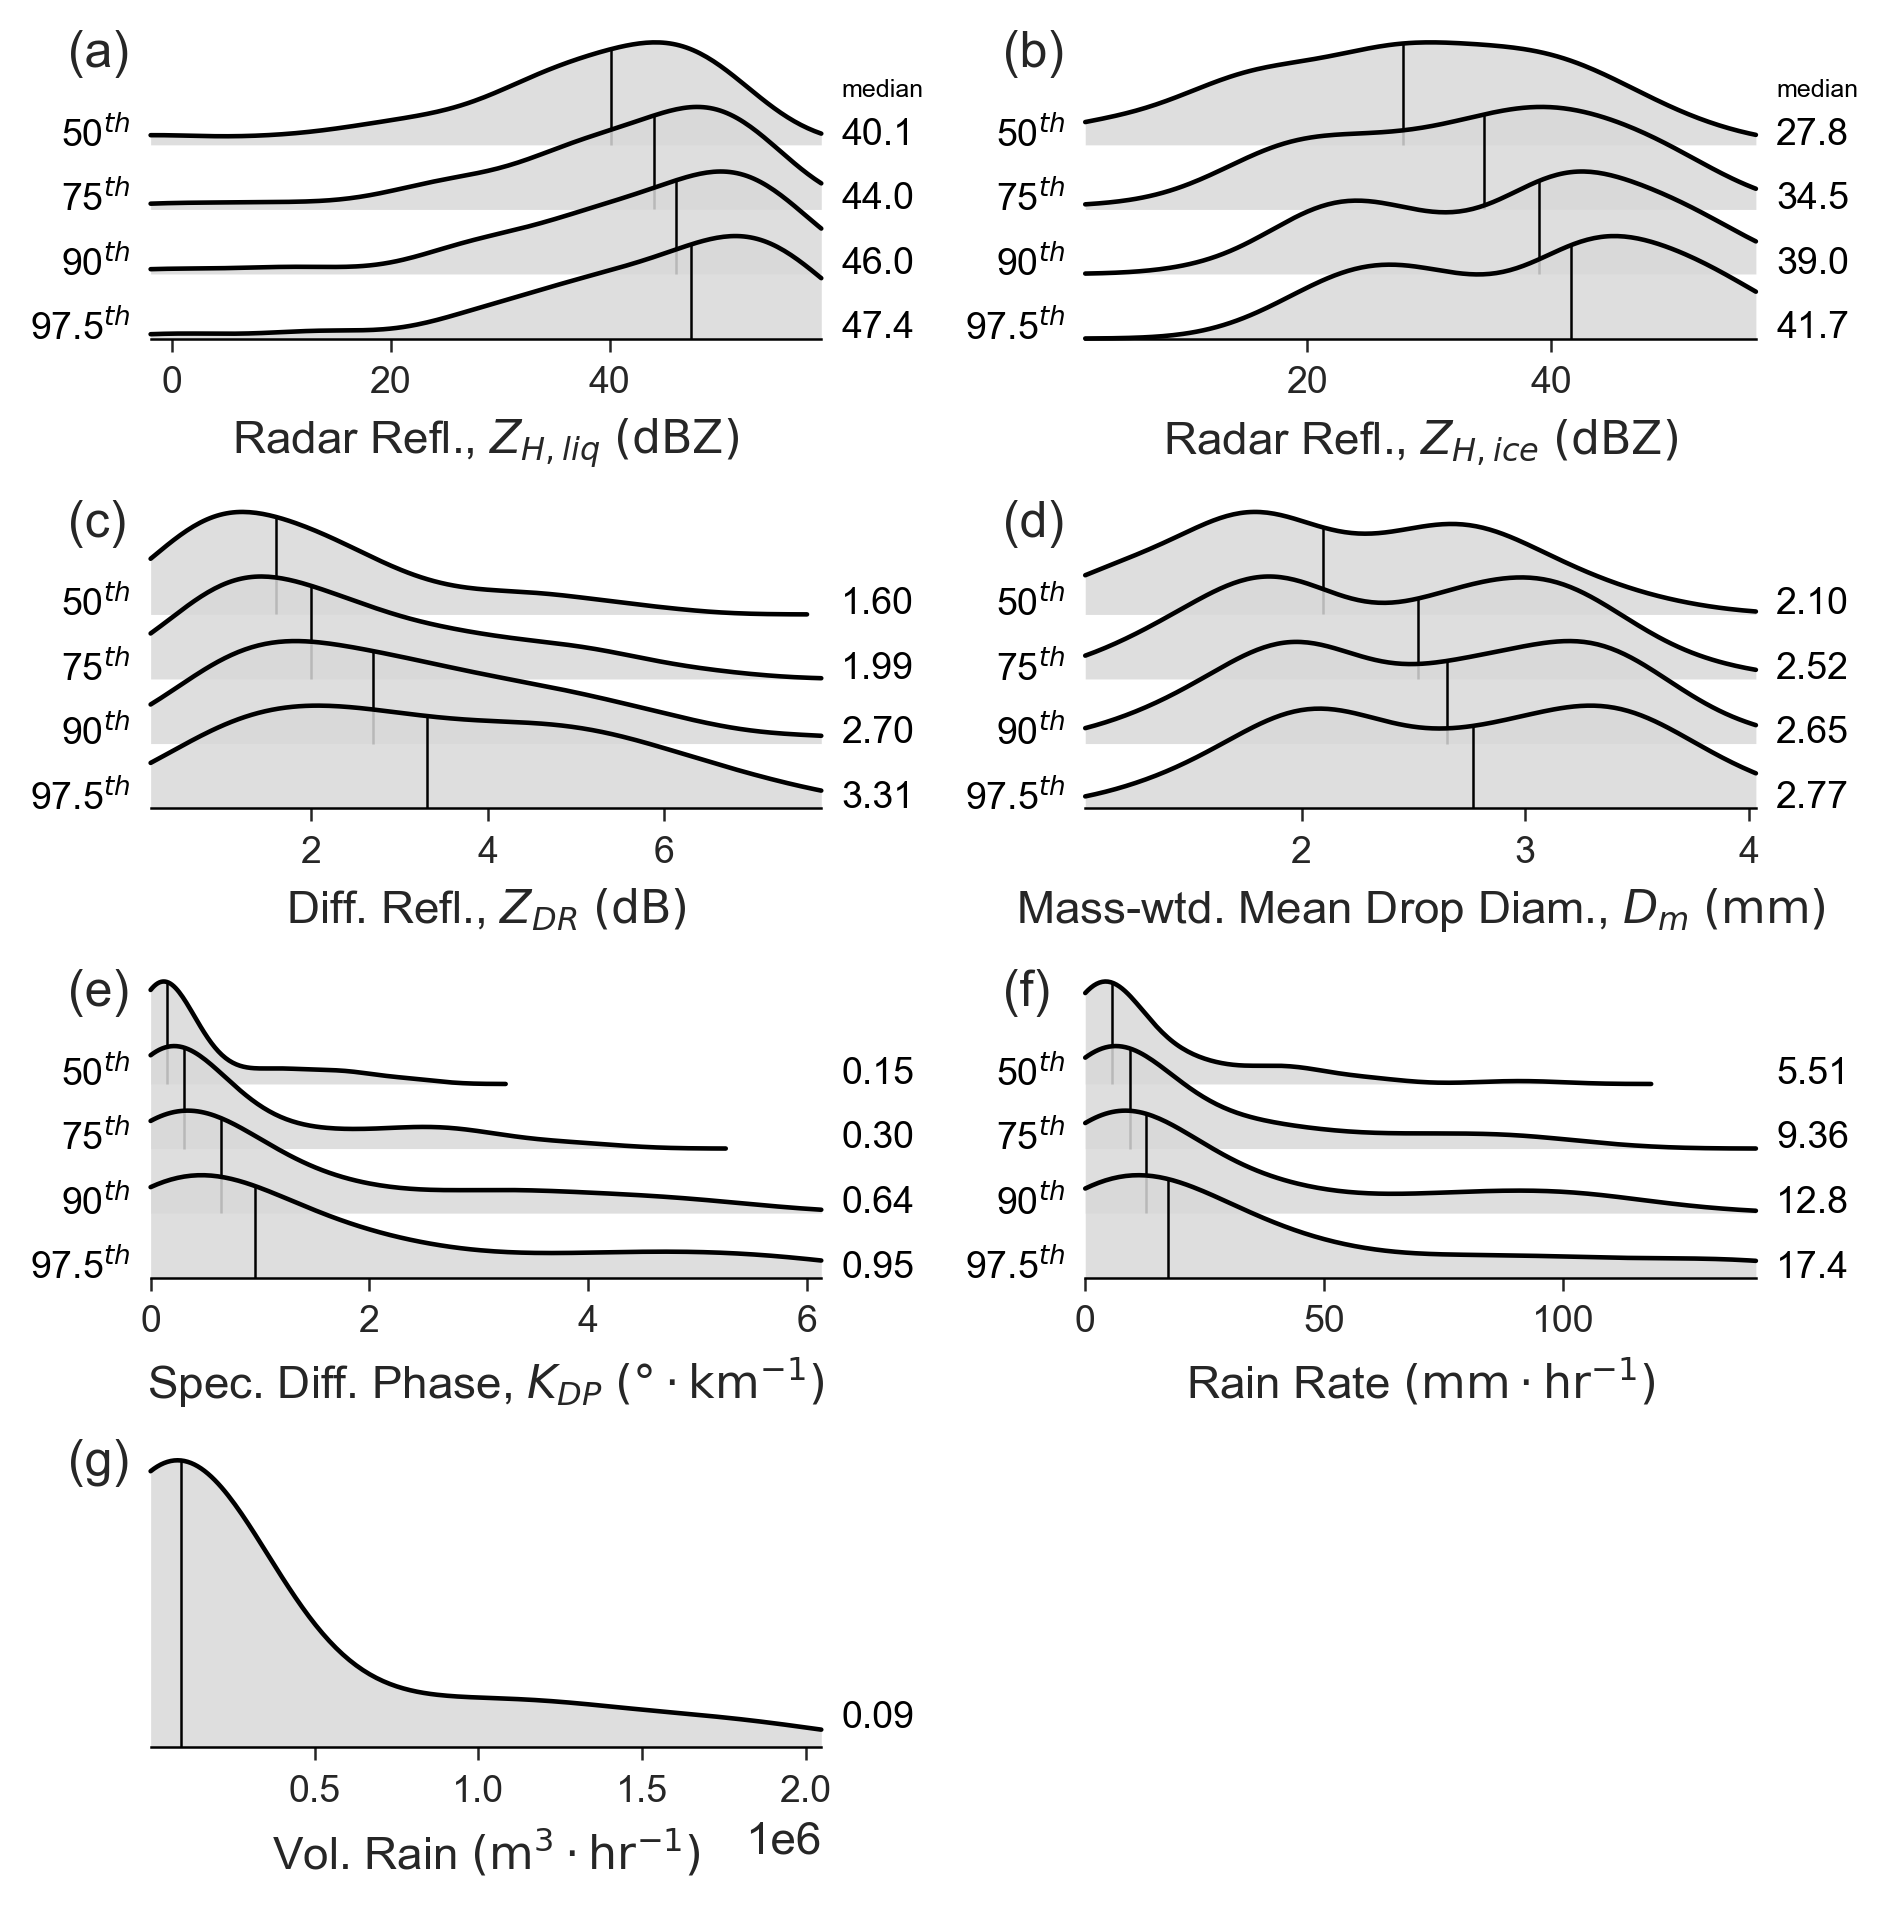 (a)
median
50th 40.1
75th 44.0
90th 46.0
97.5th 47.4
0 20 40
Radar Refl., Z_{H, liq} (dBZ)
(b)
median
50th 27.8
75th 34.5
90th 39.0
97.5th 41.7
20 40
Radar Refl., Z_{H, ice} (dBZ)
(c)
50th 1.60
75th 1.99
90th 2.70
97.5th 3.31
2 4 6
Diff. Refl., Z_{DR} (dB)
(d)
50th 2.10
75th 2.52
90th 2.65
97.5th 2.77
2 3 4
Mass-wtd. Mean Drop Diam., D_m (mm)
(e)
50th 0.15
75th 0.30
90th 0.64
97.5th 0.95
0 2 4 6
Spec. Diff. Phase, K_{DP} (° · km⁻¹)
(f)
50th 5.51
75th 9.36
90th 12.8
97.5th 17.4
0 50 100
Rain Rate (mm · hr⁻¹)
(g)
0.09
0.5 1.0 1.5 2.0
1e6
Vol. Rain (m³ · hr⁻¹)